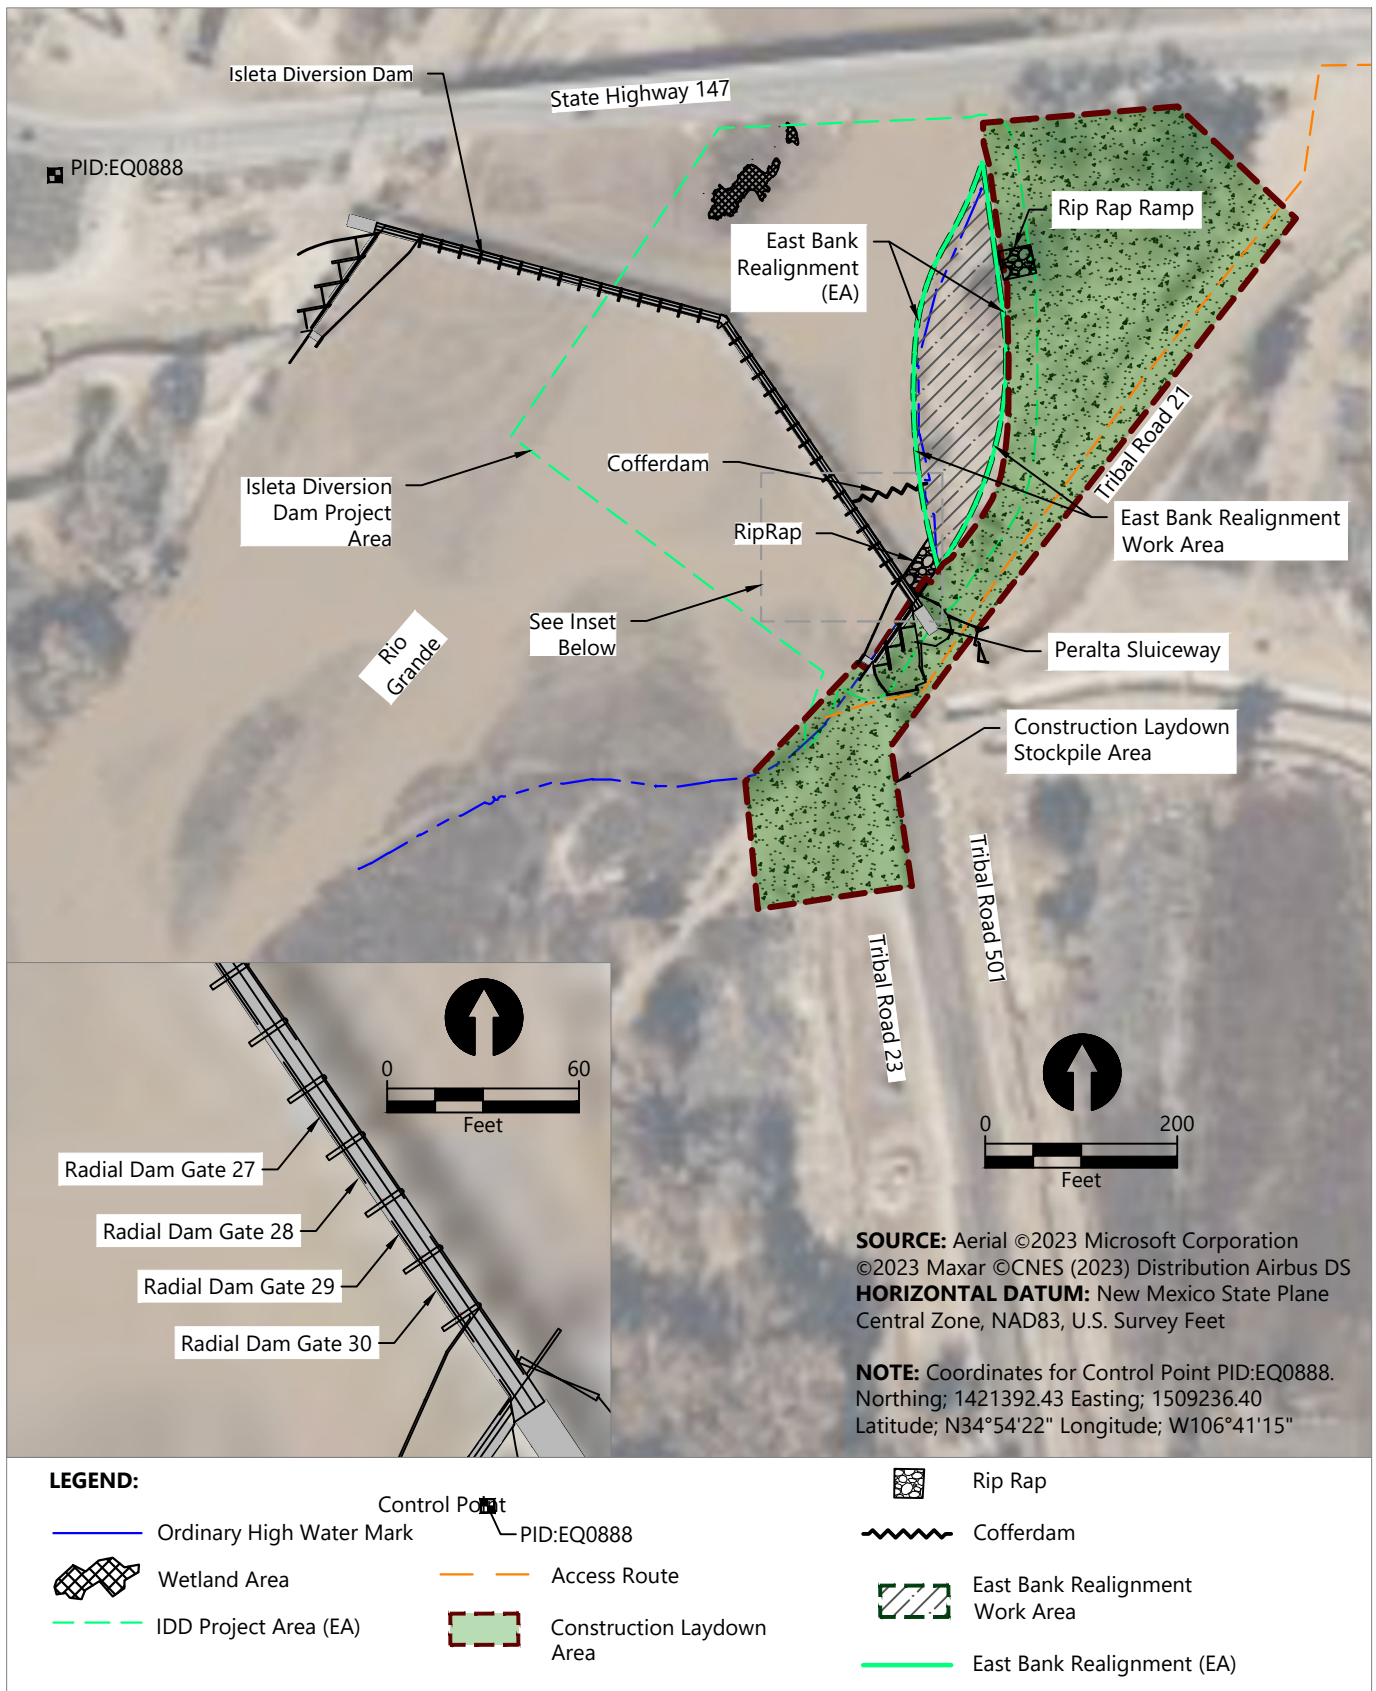 Isleta Diversion Dam
State Highway 147
PID:EQ0888
Rip Rap Ramp
East Bank
Realignment
(EA)
Tribal Road 21
Cofferdam
Isleta Diversion
Dam Project
Area
RipRap
East Bank Realignment
Work Area
See Inset
Below
Rio
Grande
Peralta Sluiceway
Construction Laydown
Stockpile Area
Tribal Road 501
Tribal Road 23
0 60
Feet
0 200
Feet
Radial Dam Gate 27
Radial Dam Gate 28
Radial Dam Gate 29
Radial Dam Gate 30
SOURCE: Aerial ©2023 Microsoft Corporation
©2023 Maxar ©CNES (2023) Distribution Airbus DS
HORIZONTAL DATUM: New Mexico State Plane
Central Zone, NAD83, U.S. Survey Feet
NOTE: Coordinates for Control Point PID:EQ0888.
Northing; 1421392.43 Easting; 1509236.40
Latitude; N34°54'22" Longitude; W106°41'15"
LEGEND:
Ordinary High Water Mark
Wetland Area
IDD Project Area (EA)
Control Point
PID:EQ0888
Access Route
Construction Laydown
Area
Rip Rap
Cofferdam
East Bank Realignment
Work Area
East Bank Realignment (EA)